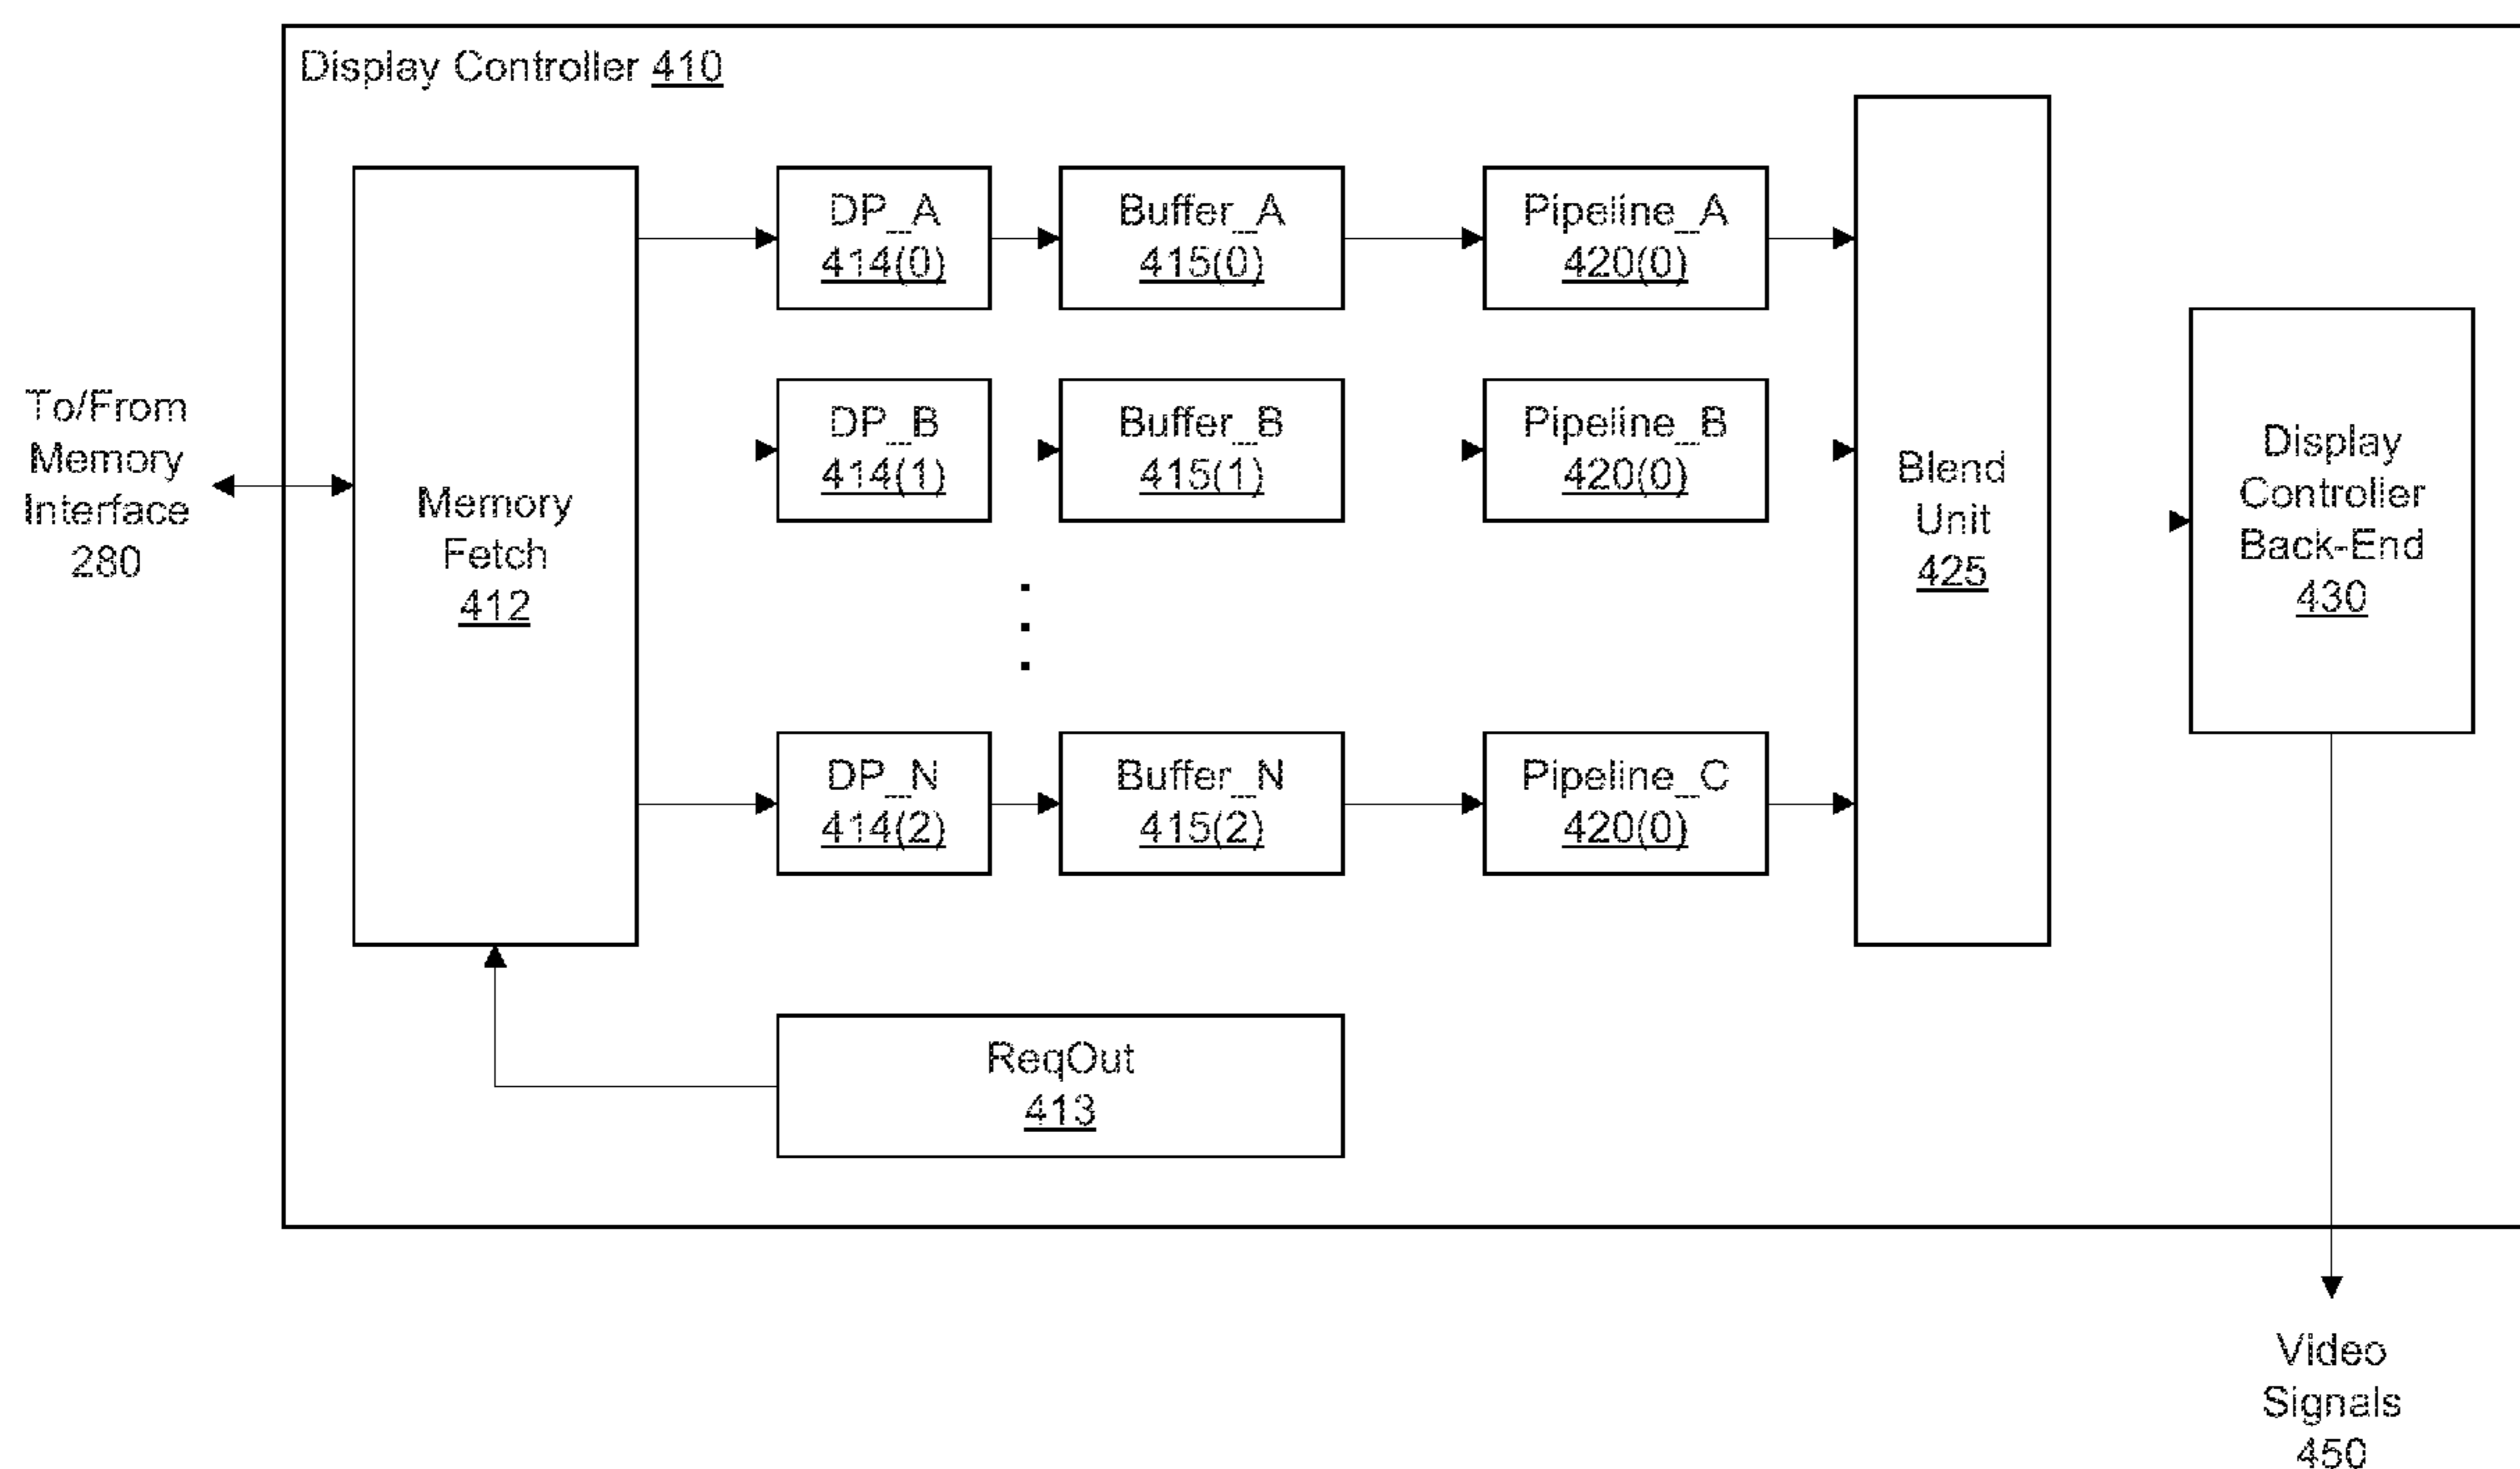 Display Controller 410
To/From
Memory
Interface
280
Memory
Fetch
412
DP_A
414(0)
Buffer_A
415(0)
Pipeline_A
420(0)
DP_B
414(1)
Buffer_B
415(1)
Pipeline_B
420(0)
DP_N
414(2)
Buffer_N
415(2)
Pipeline_C
420(0)
Blend
Unit
425
Display
Controller
Back-End
430
ReqOut
413
Video
Signals
450